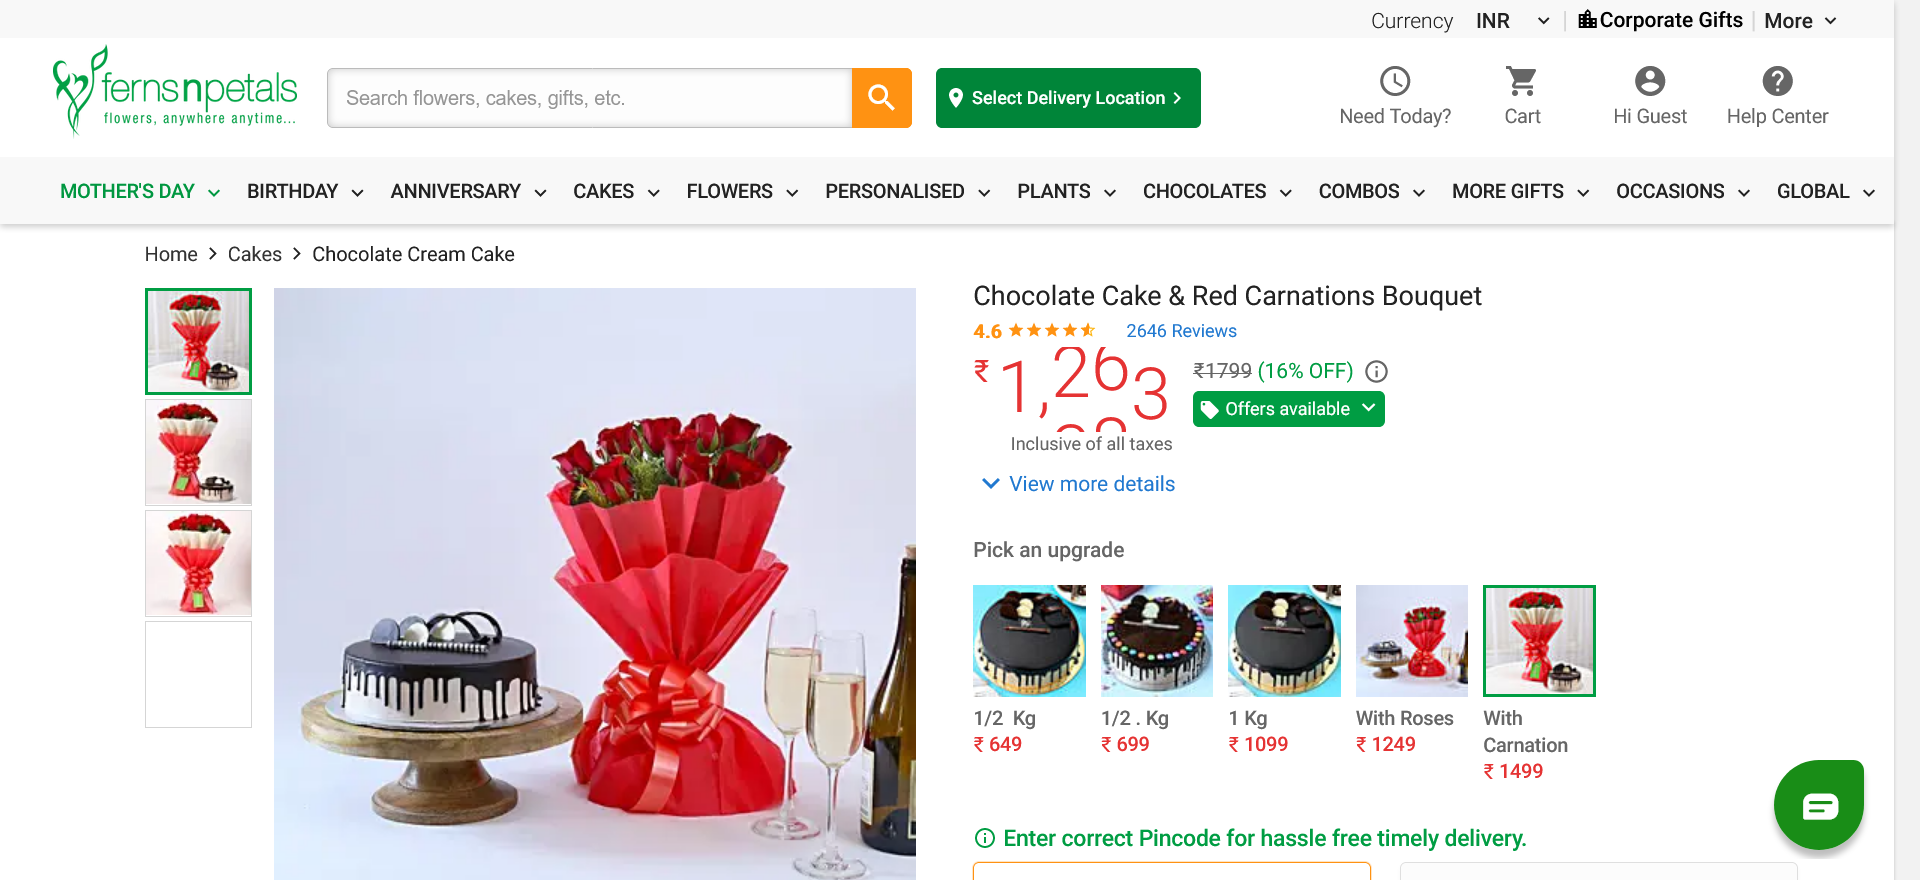 Currency INR
Corporate Gifts
More
fernsnpetals
flowers, anywhere anytime...
Search flowers, cakes, gifts, etc.
Select Delivery Location
Need Today?
Cart
Hi Guest
Help Center
MOTHER'S DAY BIRTHDAY ANNIVERSARY CAKES FLOWERS PERSONALISED PLANTS CHOCOLATES COMBOS MORE GIFTS OCCASIONS GLOBAL
Home > Cakes > Chocolate Cream Cake
Chocolate Cake & Red Carnations Bouquet
4.6 2646 Reviews
₹ 1,263
₹1799 (16% OFF)
Offers available
Inclusive of all taxes
View more details
Pick an upgrade
1/2 Kg
₹ 649
1/2 . Kg
₹ 699
1 Kg
₹ 1099
With Roses
₹ 1249
With
Carnation
₹ 1499
Enter correct Pincode for hassle free timely delivery.